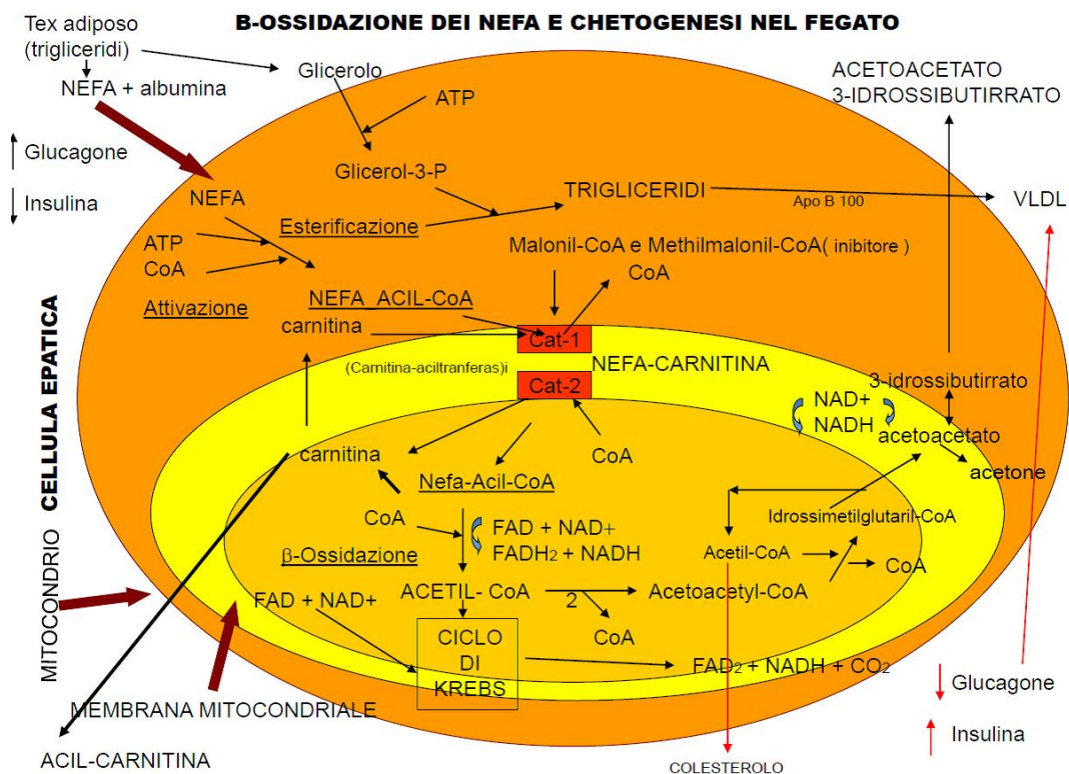 B-OSSIDAZIONE DEI NEFA E CHETOGENESI NEL FEGATO
Tex adiposo
(trigliceridi)
NEFA + albumina
Glucagone
Insulina
Glicerolo
ATP
Glicerol-3-P
NEFA
Esterificazione
TRIGLICERIDI
Apo B 100
VLDL
ACETOACETATO
3-IDROSSIBUTIRRATO
ATP
CoA
Attivazione
Malonil-CoA e Methilmalonil-CoA( inibitore )
CoA
NEFA_ACIL-CoA
carnitina
Cat-1
(Carnitina-aciltranferas)i
NEFA-CARNITINA
Cat-2
CELLULA EPATICA
MITOCONDRIO
carnitina
CoA
Nefa-Acil-CoA
CoA
FAD + NAD+
FADH2 + NADH
β-Ossidazione
FAD + NAD+
ACETIL- CoA
2
CoA
Acetoacetyl-CoA
CICLO
DI
KREBS
FAD2 + NADH + CO2
3-idrossibutirrato
NAD+
NADH
acetoacetato
acetone
Idrossimetilglutaril-CoA
Acetil-CoA
CoA
MEMBRANA MITOCONDRIALE
ACIL-CARNITINA
COLESTEROLO
Glucagone
Insulina